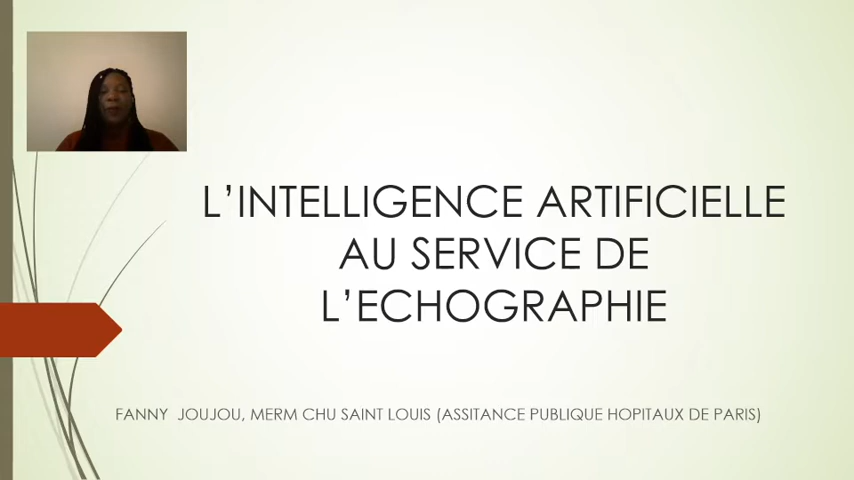 L’INTELLIGENCE ARTIFICIELLE
AU SERVICE DE
L’ECHOGRAPHIE
FANNY JOUJOU, MERM CHU SAINT LOUIS (ASSITANCE PUBLIQUE HOPITAUX DE PARIS)